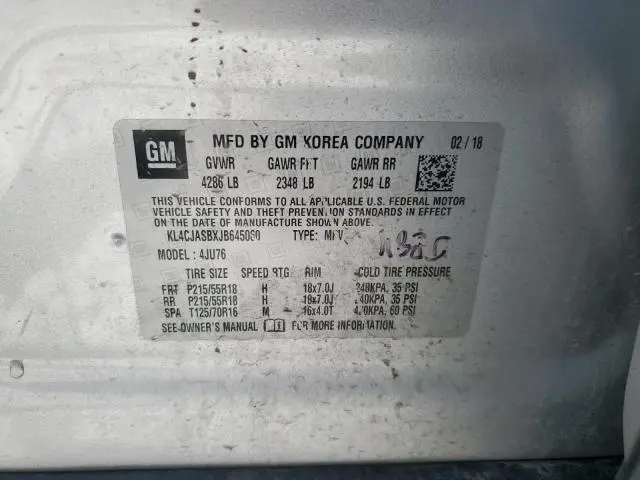 GM MFD BY GM KOREA COMPANY 02/18
GVWR GAWR FRT GAWR RR
4286 LB 2348 LB 2194 LB
THIS VEHICLE CONFORMS TO ALL APPLICABLE U.S. FEDERAL MOTOR
VEHICLE SAFETY AND THEFT PREVENTION STANDARDS IN EFFECT
ON THE DATE OF MANUFACTURE SHOWN ABOVE.
KL4CJASBXJB645060 TYPE: MPV
MODEL: 4JU76
TIRE SIZE SPEED RTG RIM COLD TIRE PRESSURE
FRT P215/55R18 H 18x7.0J 240KPA, 35 PSI
RR P215/55R18 H 18x7.0J 240KPA, 35 PSI
SPA T125/70R16 M 16x4.0T 420KPA, 60 PSI
SEE OWNER'S MANUAL FOR MORE INFORMATION.